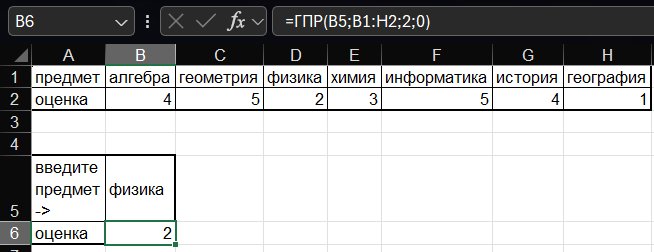 B6 fx =ГПР(B5;B1:H2;2;0)
A B C D E F G H
1 предмет алгебра геометрия физика химия информатика история география
2 оценка 4 5 2 3 5 4 1
3
4
введите
предмет физика
5 ->
6 оценка 2